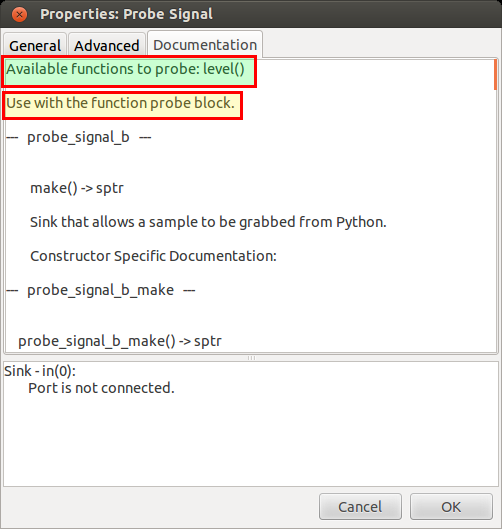 Properties: Probe Signal
General Advanced Documentation
Available functions to probe: level()
Use with the function probe block.
--- probe_signal_b ---
make() -> sptr
Sink that allows a sample to be grabbed from Python.
Constructor Specific Documentation:
--- probe_signal_b_make ---
probe_signal_b_make() -> sptr
Sink - in(0):
Port is not connected.
Cancel OK